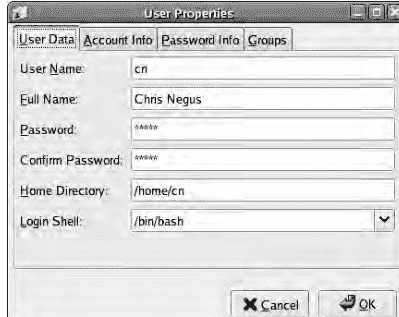 User Properties
User Data Account Info Password Info Groups
User Name: cn
Full Name: Chris Negus
Password: *****
Confirm Password: *****
Home Directory: /home/cn
Login Shell: /bin/bash
Cancel OK